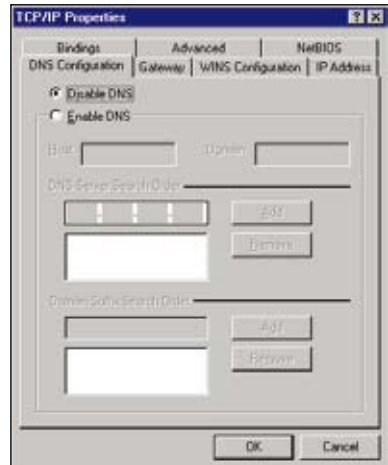 TCP/IP Properties
Bindings Advanced NetBIOS
DNS Configuration Gateway WINS Configuration IP Address
Disable DNS
Enable DNS
Host: Domain:
DNS Server Search Order
Add
Remove
Domain Suffix Search Order
Add
Remove
OK Cancel